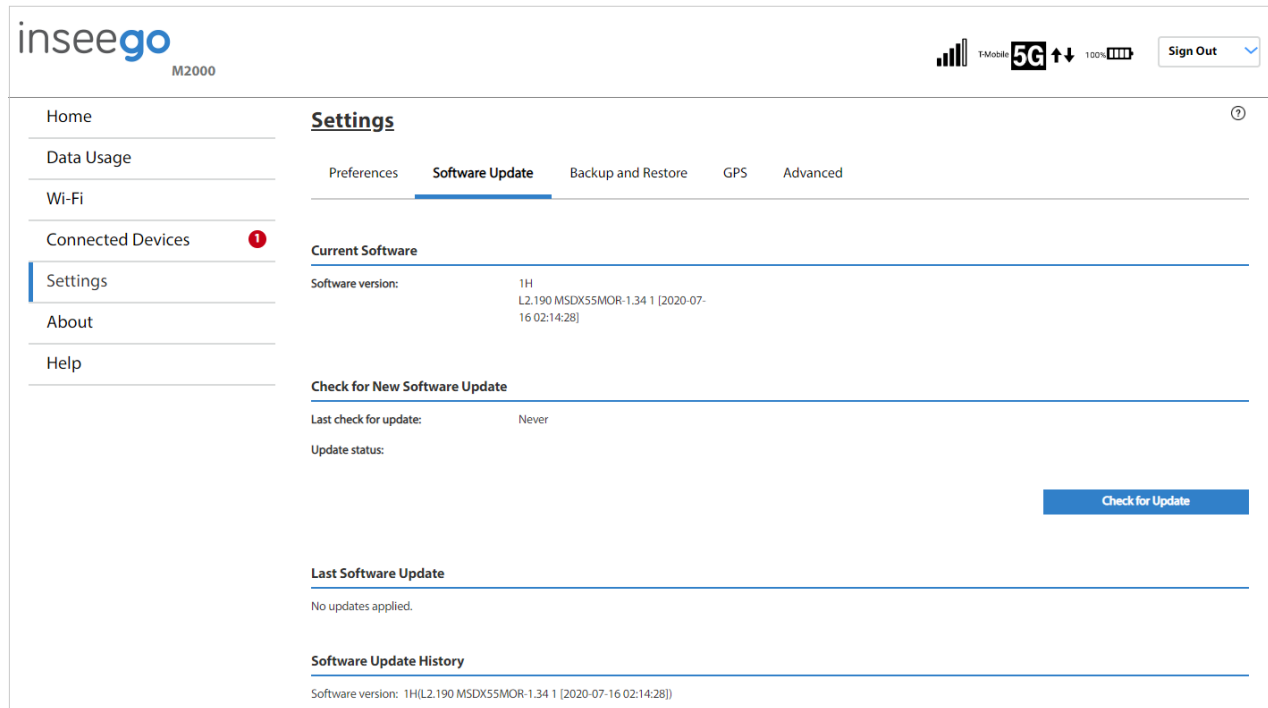 inseego
M2000
T-Mobile 5G 100%
Sign Out
Home
Data Usage
Wi-Fi
Connected Devices 1
Settings
About
Help
Settings
?
Preferences Software Update Backup and Restore GPS Advanced
Current Software
Software version: 1H
L2.190 MSDX55MOR-1.34 1 [2020-07-
16 02:14:28]
Check for New Software Update
Last check for update: Never
Update status:
Check for Update
Last Software Update
No updates applied.
Software Update History
Software version: 1H(L2.190 MSDX55MOR-1.34 1 [2020-07-16 02:14:28])